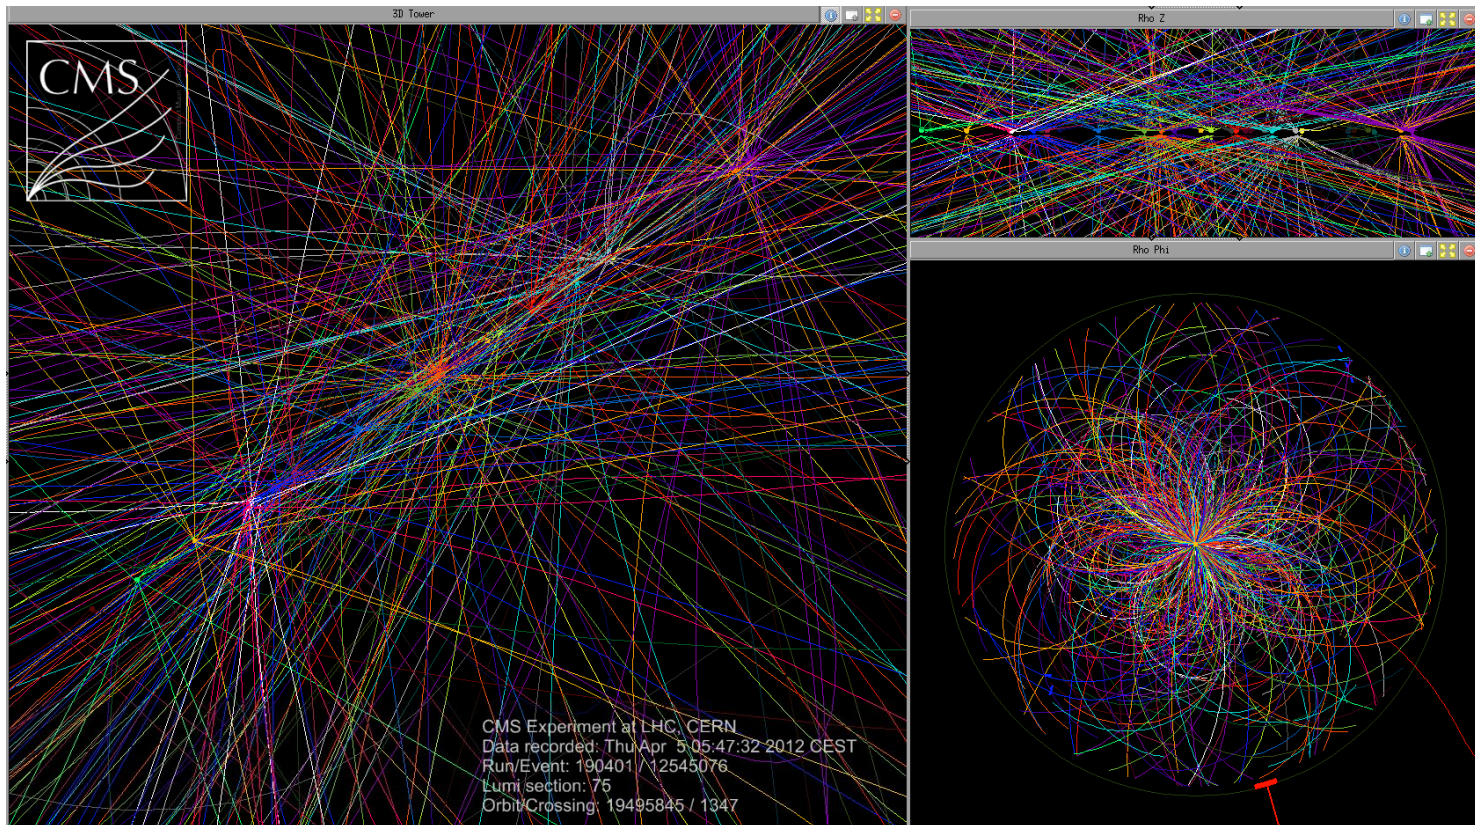 3D Tower
CMS
CMS Experiment at LHC, CERN
Data recorded: Thu Apr  5 05:47:32 2012 CEST
Run/Event: 190401 / 12545076
Lumi section: 75
Orbit/Crossing: 19495845 / 1347
Rho Z
Rho Phi